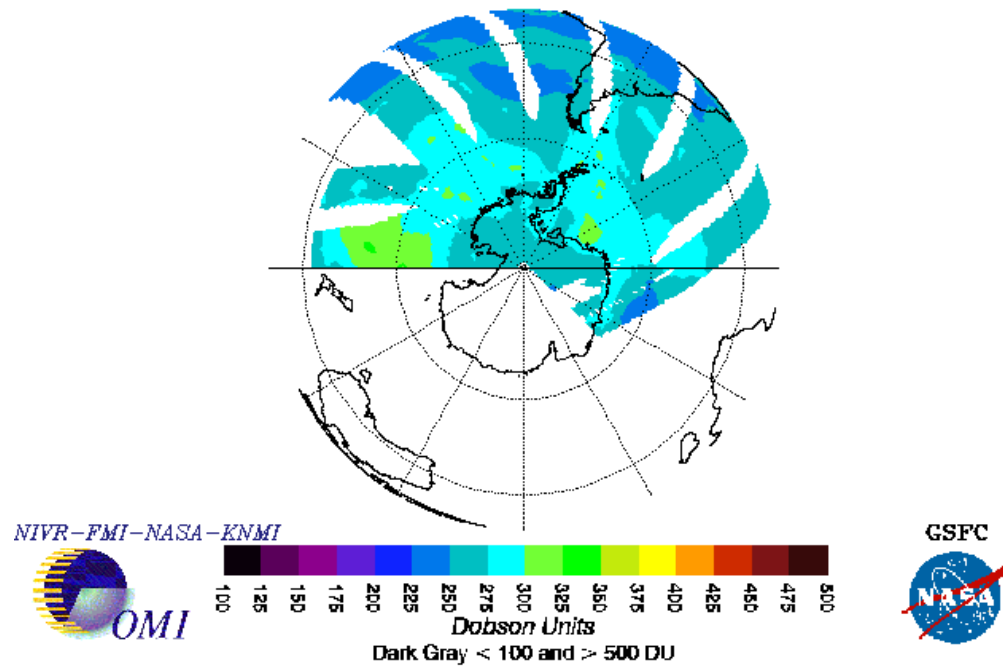 NIVR-FMI-NASA-KNMI
GSFC
OMI
NASA
100 125 150 175 200 225 250 275 300 325 350 375 400 425 450 475 500
Dobson Units
Dark Gray < 100 and > 500 DU